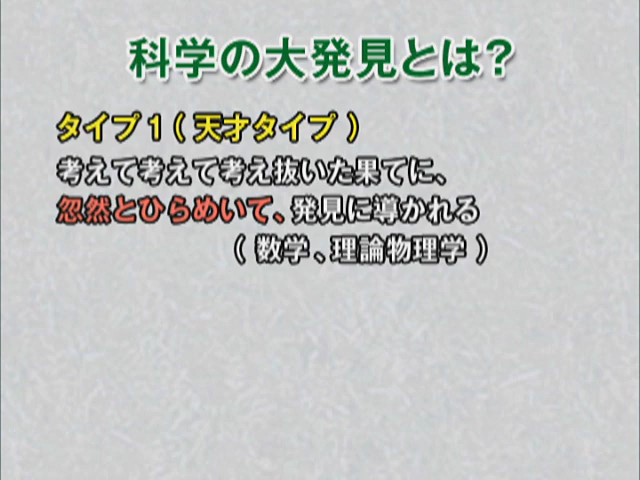 科学の大発見とは?
タイプ1(天才タイプ)
考えて考えて考え抜いた果てに、
忽然とひらめいて、発見に導かれる
(数学、理論物理学)